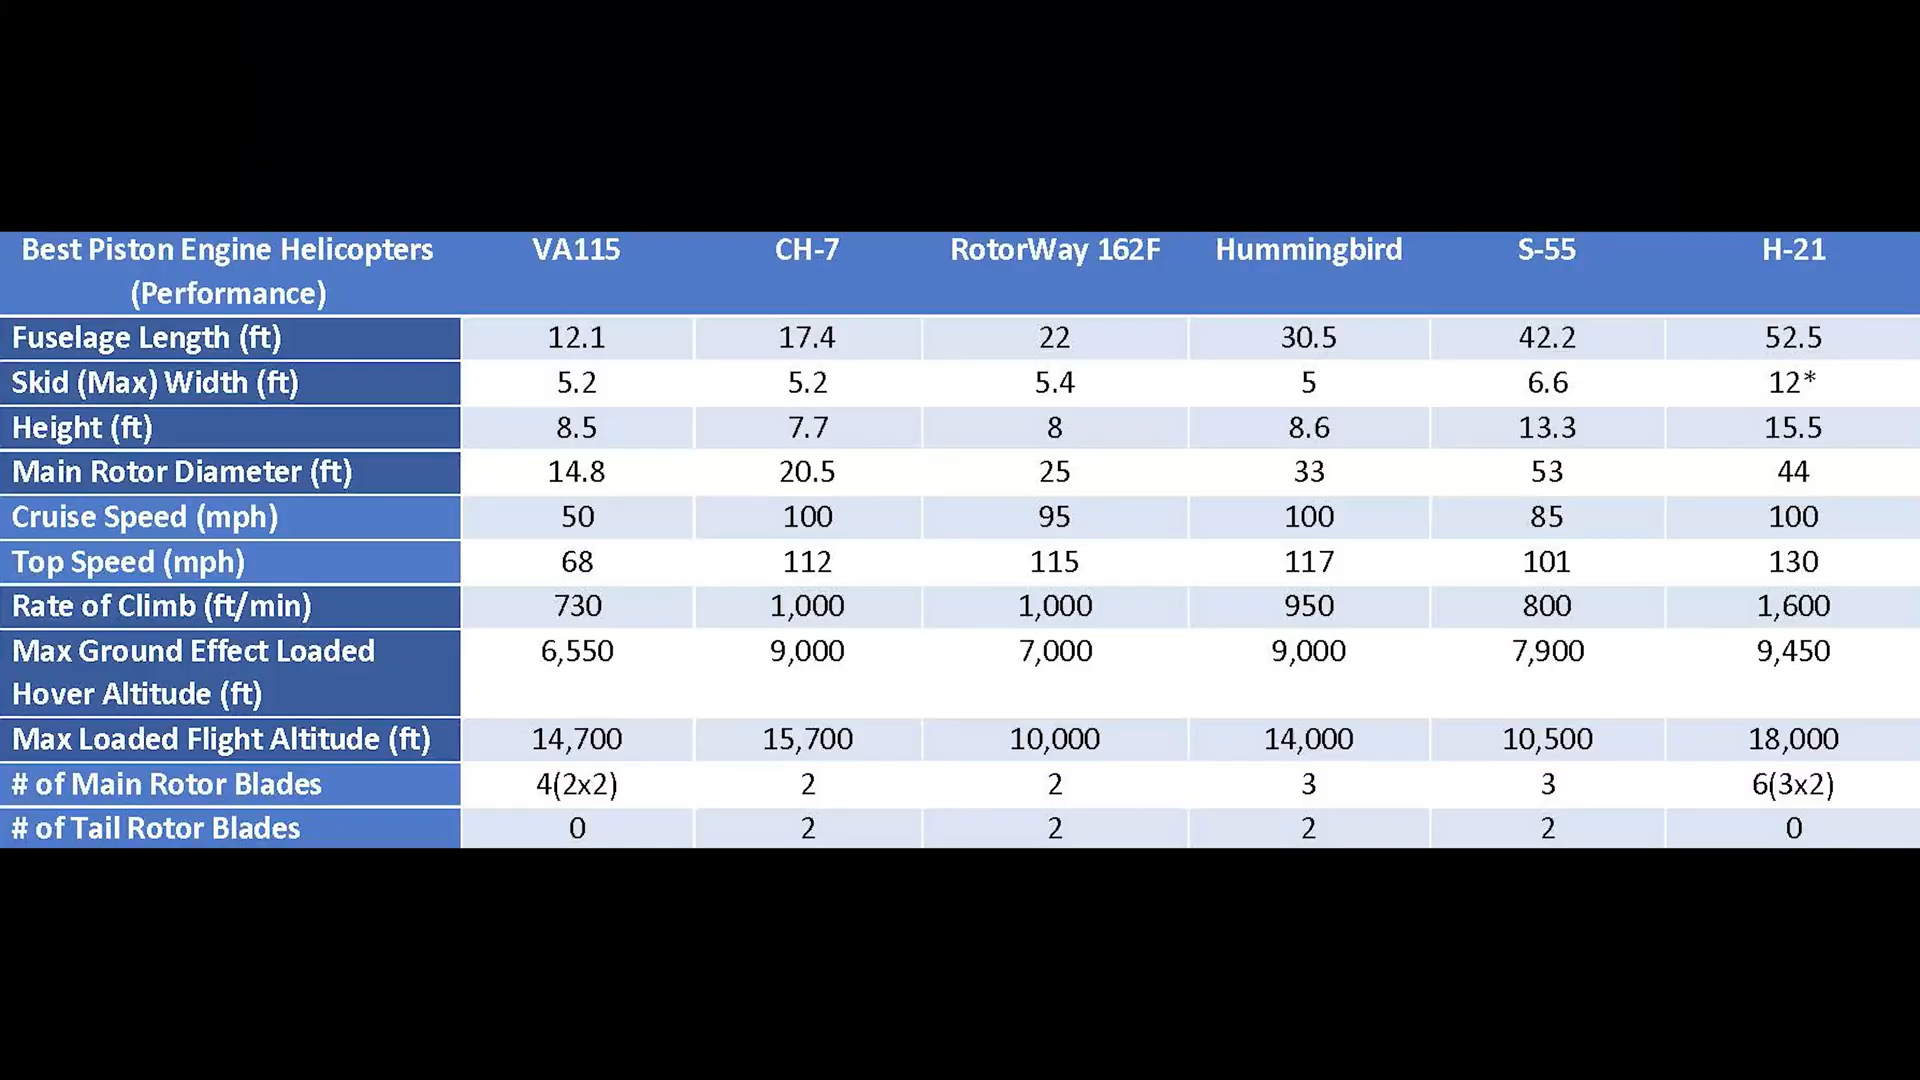 Best Piston Engine Helicopters (Performance) VA115 CH-7 RotorWay 162F Hummingbird S-55 H-21
Fuselage Length (ft) 12.1 17.4 22 30.5 42.2 52.5
Skid (Max) Width (ft) 5.2 5.2 5.4 5 6.6 12*
Height (ft) 8.5 7.7 8 8.6 13.3 15.5
Main Rotor Diameter (ft) 14.8 20.5 25 33 53 44
Cruise Speed (mph) 50 100 95 100 85 100
Top Speed (mph) 68 112 115 117 101 130
Rate of Climb (ft/min) 730 1,000 1,000 950 800 1,600
Max Ground Effect Loaded Hover Altitude (ft) 6,550 9,000 7,000 9,000 7,900 9,450
Max Loaded Flight Altitude (ft) 14,700 15,700 10,000 14,000 10,500 18,000
# of Main Rotor Blades 4(2x2) 2 2 3 3 6(3x2)
# of Tail Rotor Blades 0 2 2 2 2 0